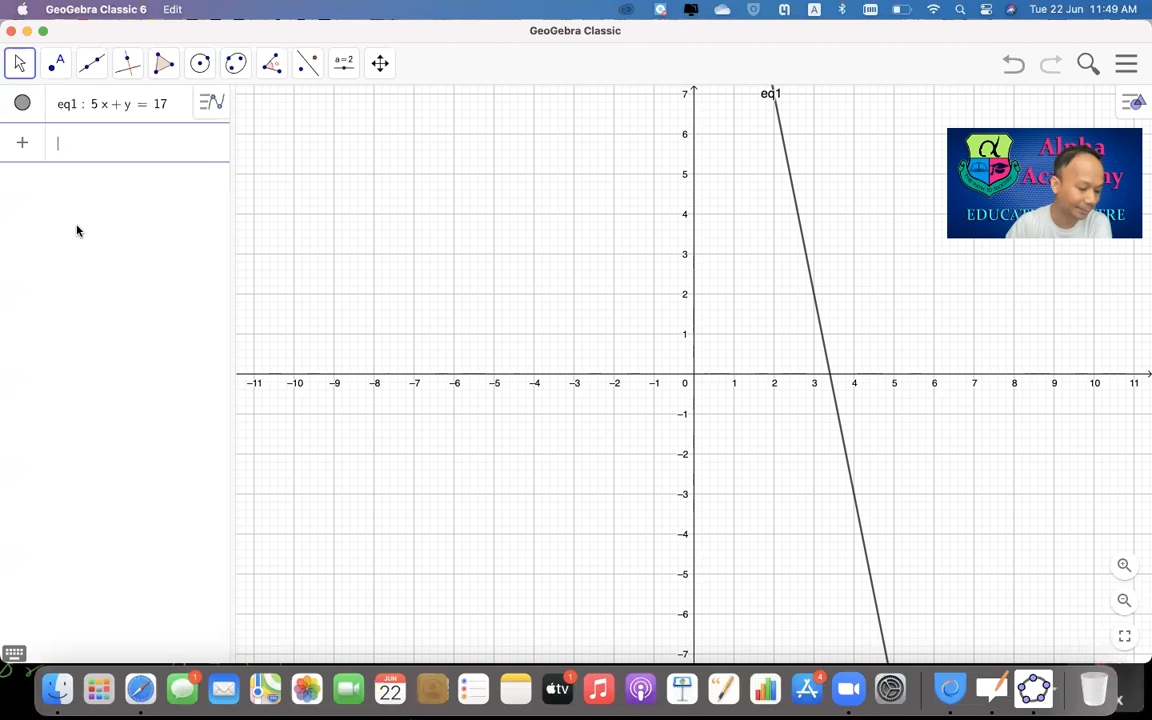 GeoGebra Classic 6 Edit Tue 22 Jun 11:49 AM
GeoGebra Classic
a=2
eq1 : 5 x + y = 17
eq1
7
6
5
4
3
2
1
−11 −10 −9 −8 −7 −6 −5 −4 −3 −2 −1 0 1 2 3 4 5 6 7 8 9 10 11
−1
−2
−3
−4
−5
−6
−7
Alpha
Academy
JUN
22
tv